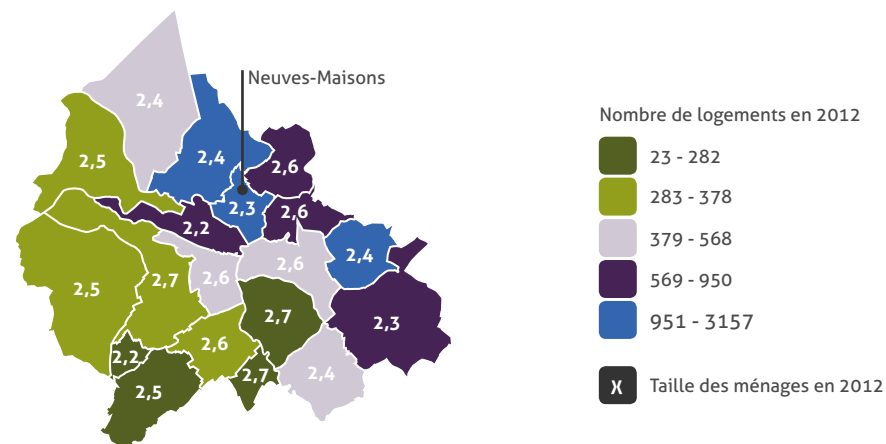 Neuves-Maisons
2,4
2,5
2,4
2,6
2,3
2,6
2,2
2,4
2,6
2,6
2,7
2,5
2,7
2,3
2,6
2,2
2,4
2,7
2,5
Nombre de logements en 2012
23 - 282
283 - 378
379 - 568
569 - 950
951 - 3157
X Taille des ménages en 2012